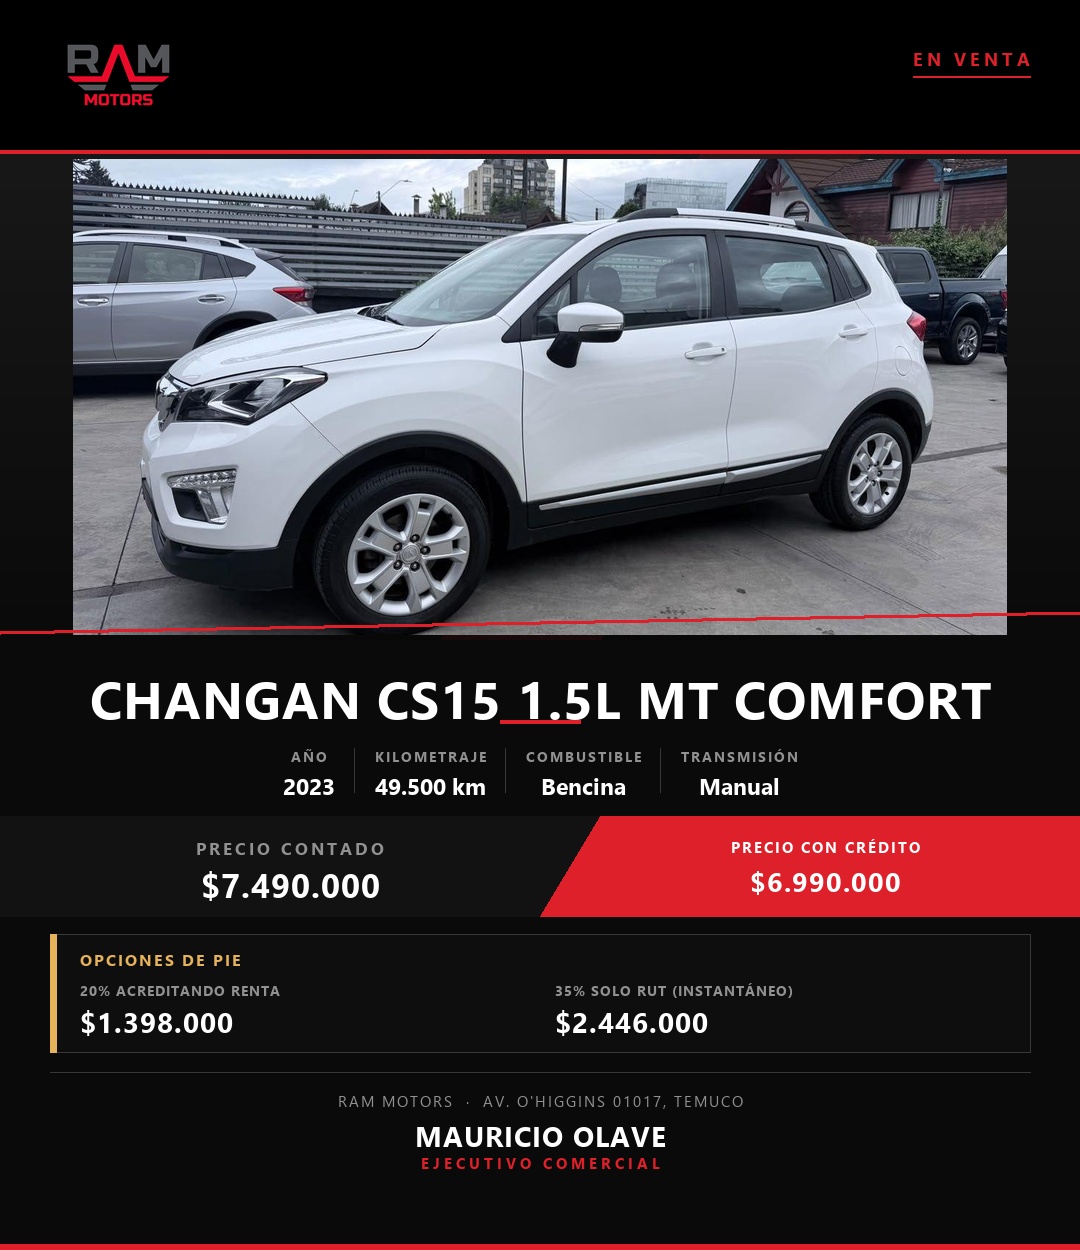 RAM
MOTORS
EN VENTA
CHANGAN CS15 1.5L MT COMFORT
AÑO KILOMETRAJE COMBUSTIBLE TRANSMISIÓN
2023 49.500 km Bencina Manual
PRECIO CONTADO
$7.490.000
PRECIO CON CRÉDITO
$6.990.000
OPCIONES DE PIE
20% ACREDITANDO RENTA
$1.398.000
35% SOLO RUT (INSTANTÁNEO)
$2.446.000
RAM MOTORS · AV. O'HIGGINS 01017, TEMUCO
MAURICIO OLAVE
EJECUTIVO COMERCIAL